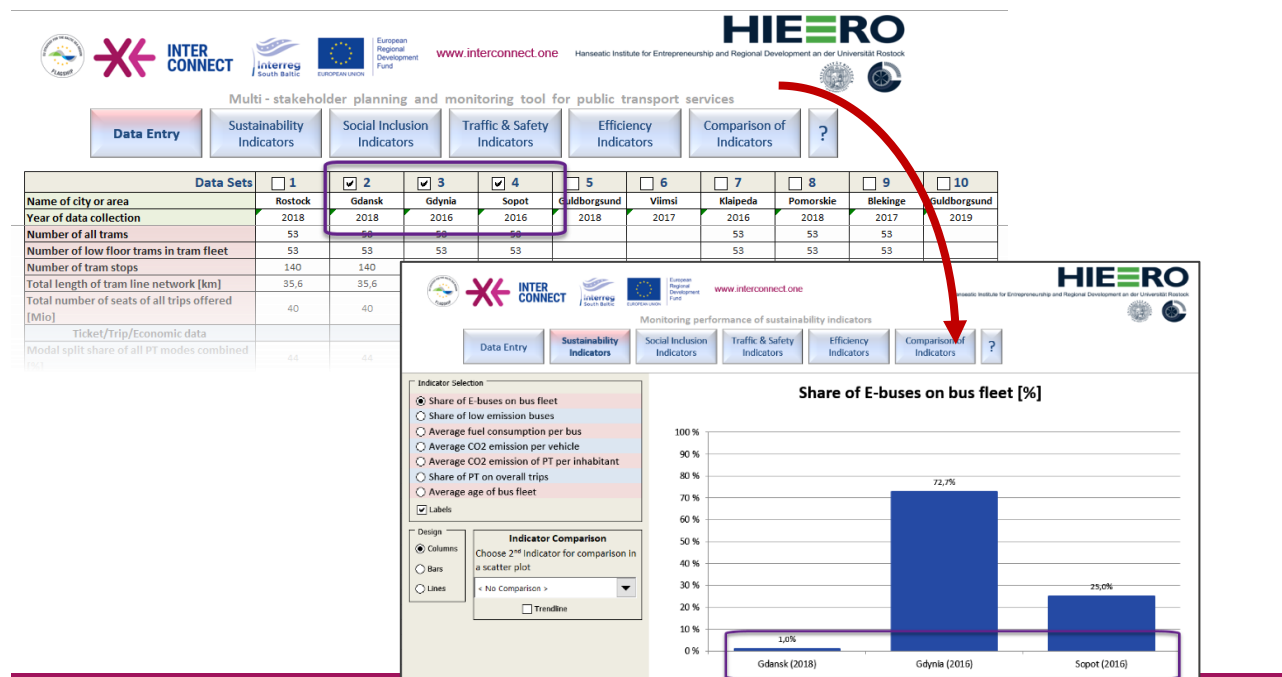 HIE RO
INTER
CONNECT
Interreg
South Baltic
EUROPEAN UNION
European
Regional
Development
Fund
www.interconnect.one
Hanseatic Institute for Entrepreneurship and Regional Development an der Universität Rostock
FLAGSHIP
Multi - stakeholder planning and monitoring tool for public transport services
Data Entry
Sustainability
Indicators
Social Inclusion
Indicators
Traffic & Safety
Indicators
Efficiency
Indicators
Comparison of
Indicators
?
Data Sets 1 2 3 4 5 6 7 8 9 10
Name of city or area Rostock Gdansk Gdynia Sopot Guldborgsund Viimsi Klaipeda Pomorskie Blekinge Guldborgsund
Year of data collection 2018 2018 2016 2016 2018 2017 2016 2018 2017 2019
Number of all trams 53 53 53 53 53
Number of low floor trams in tram fleet 53 53 53 53 53 53 53
Number of tram stops 140 140
Total length of tram line network [km] 35,6 35,6
Total number of seats of all trips offered
[Mio] 40 40
Ticket/Trip/Economic data
Modal split share of all PT modes combined
44 44
HIE RO
INTER
CONNECT
Interreg
South Baltic
EUROPEAN UNION
European
Regional
Development
Fund
www.interconnect.one
Hanseatic Institute for Entrepreneurship and Regional Development an der Universität Rostock
Monitoring performance of sustainability indicators
Data Entry
Sustainability
Indicators
Social Inclusion
Indicators
Traffic & Safety
Indicators
Efficiency
Indicators
Comparison of
Indicators
?
Indicator Selection
Share of E-buses on bus fleet
Share of low emission buses
Average fuel consumption per bus
Average CO2 emission per vehicle
Average CO2 emission of PT per inhabitant
Share of PT on overall trips
Average age of bus fleet
Labels
Design
Columns
Bars
Lines
Indicator Comparison
Choose 2nd Indicator for comparison in
a scatter plot
< No Comparison >
Trendline
Share of E-buses on bus fleet [%]
100 %
90 %
80 %
70 %
60 %
50 %
40 %
30 %
20 %
10 %
0 %
1,0%
72,7%
25,0%
Gdansk (2018)
Gdynia (2016)
Sopot (2016)